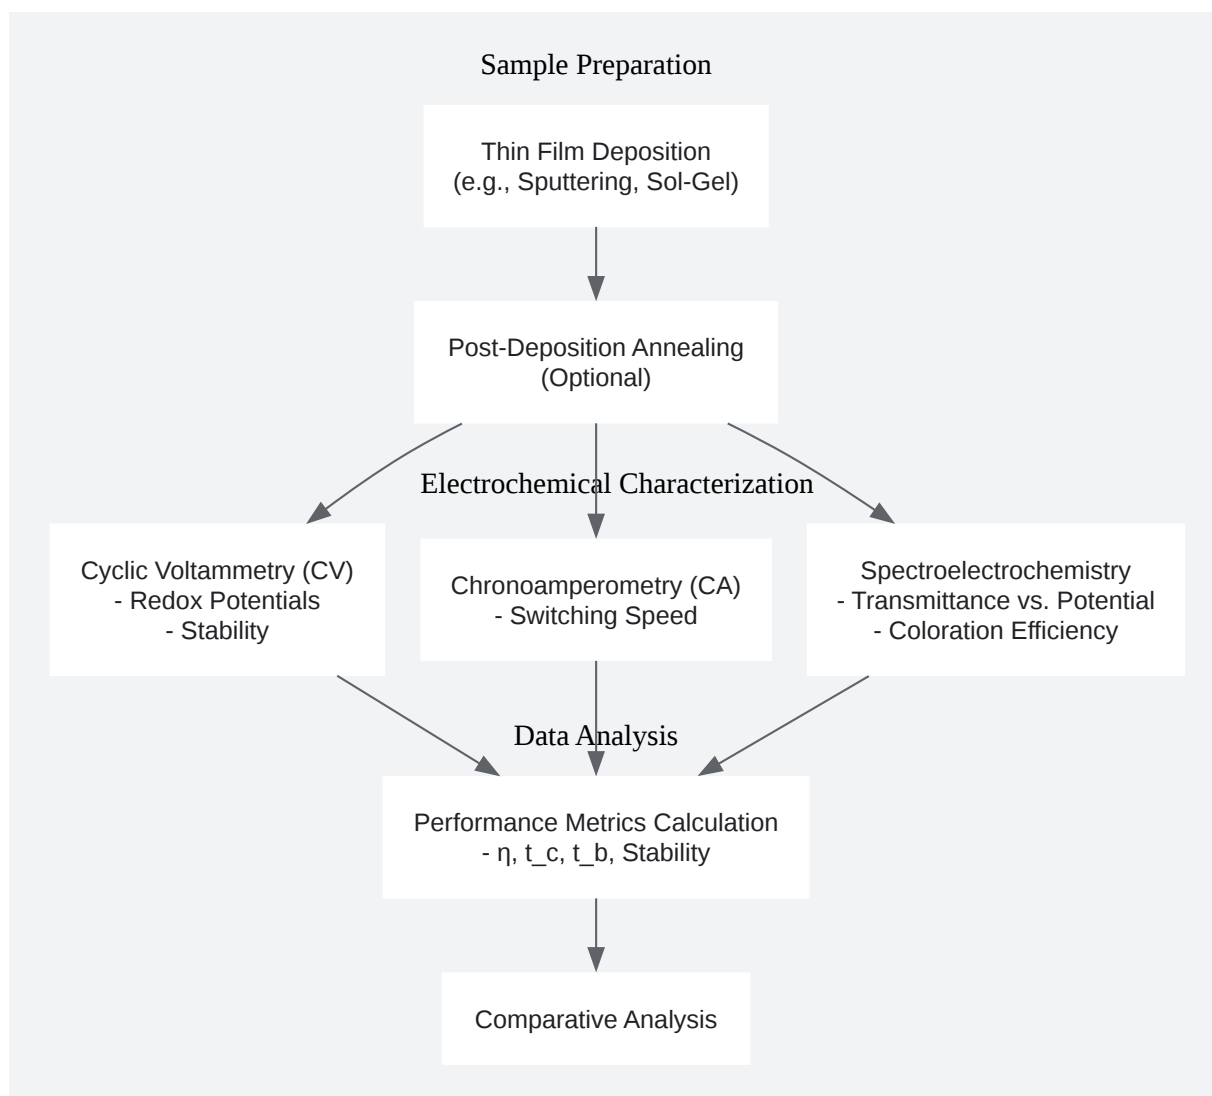 Sample Preparation
Thin Film Deposition
(e.g., Sputtering, Sol-Gel)
Post-Deposition Annealing
(Optional)
Electrochemical Characterization
Cyclic Voltammetry (CV)
- Redox Potentials
- Stability
Chronoamperometry (CA)
- Switching Speed
Spectroelectrochemistry
- Transmittance vs. Potential
- Coloration Efficiency
Data Analysis
Performance Metrics Calculation
- η, t_c, t_b, Stability
Comparative Analysis